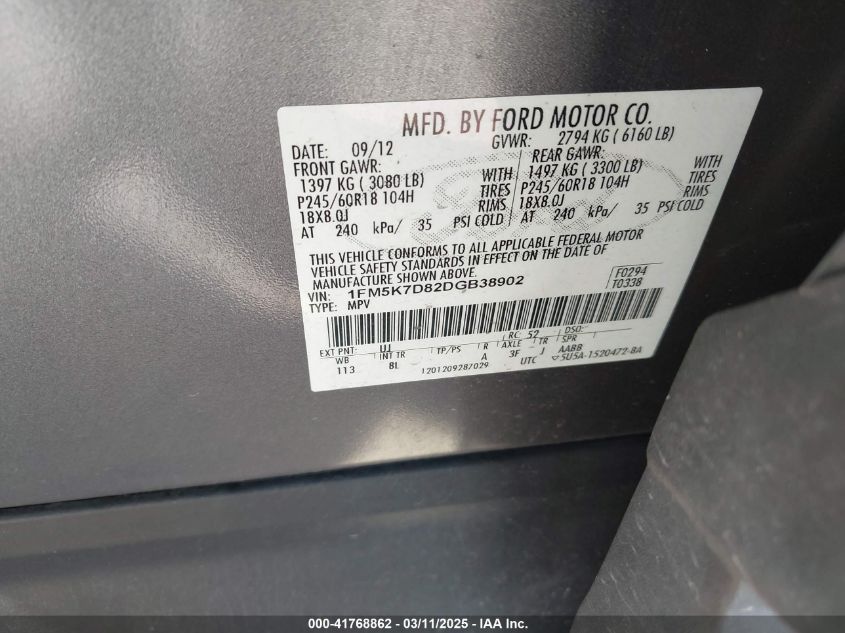 MFD. BY FORD MOTOR CO.
DATE: 09/12 GVWR: 2794 KG ( 6160 LB)
FRONT GAWR: REAR GAWR:
1397 KG ( 3080 LB) WITH 1497 KG ( 3300 LB) WITH
P245/60R18 104H TIRES P245/60R18 104H TIRES
18X8.0J RIMS 18X8.0J RIMS
AT 240 kPa/ 35 PSI COLD AT 240 kPa/ 35 PSI COLD
THIS VEHICLE CONFORMS TO ALL APPLICABLE FEDERAL MOTOR
VEHICLE SAFETY STANDARDS IN EFFECT ON THE DATE OF
MANUFACTURE SHOWN ABOVE.
VIN: 1FM5K7D82DGB38902 F0294
TYPE: MPV T0338
EXT PNT: UJ RC: 52 DSO:
WB INT TR TP/PS R AXLE TR SPR
113 8L A 3F J AABB
1201209287029 UTC 5U5A-1520472-BA
000-41768862 - 03/11/2025 - IAA Inc.